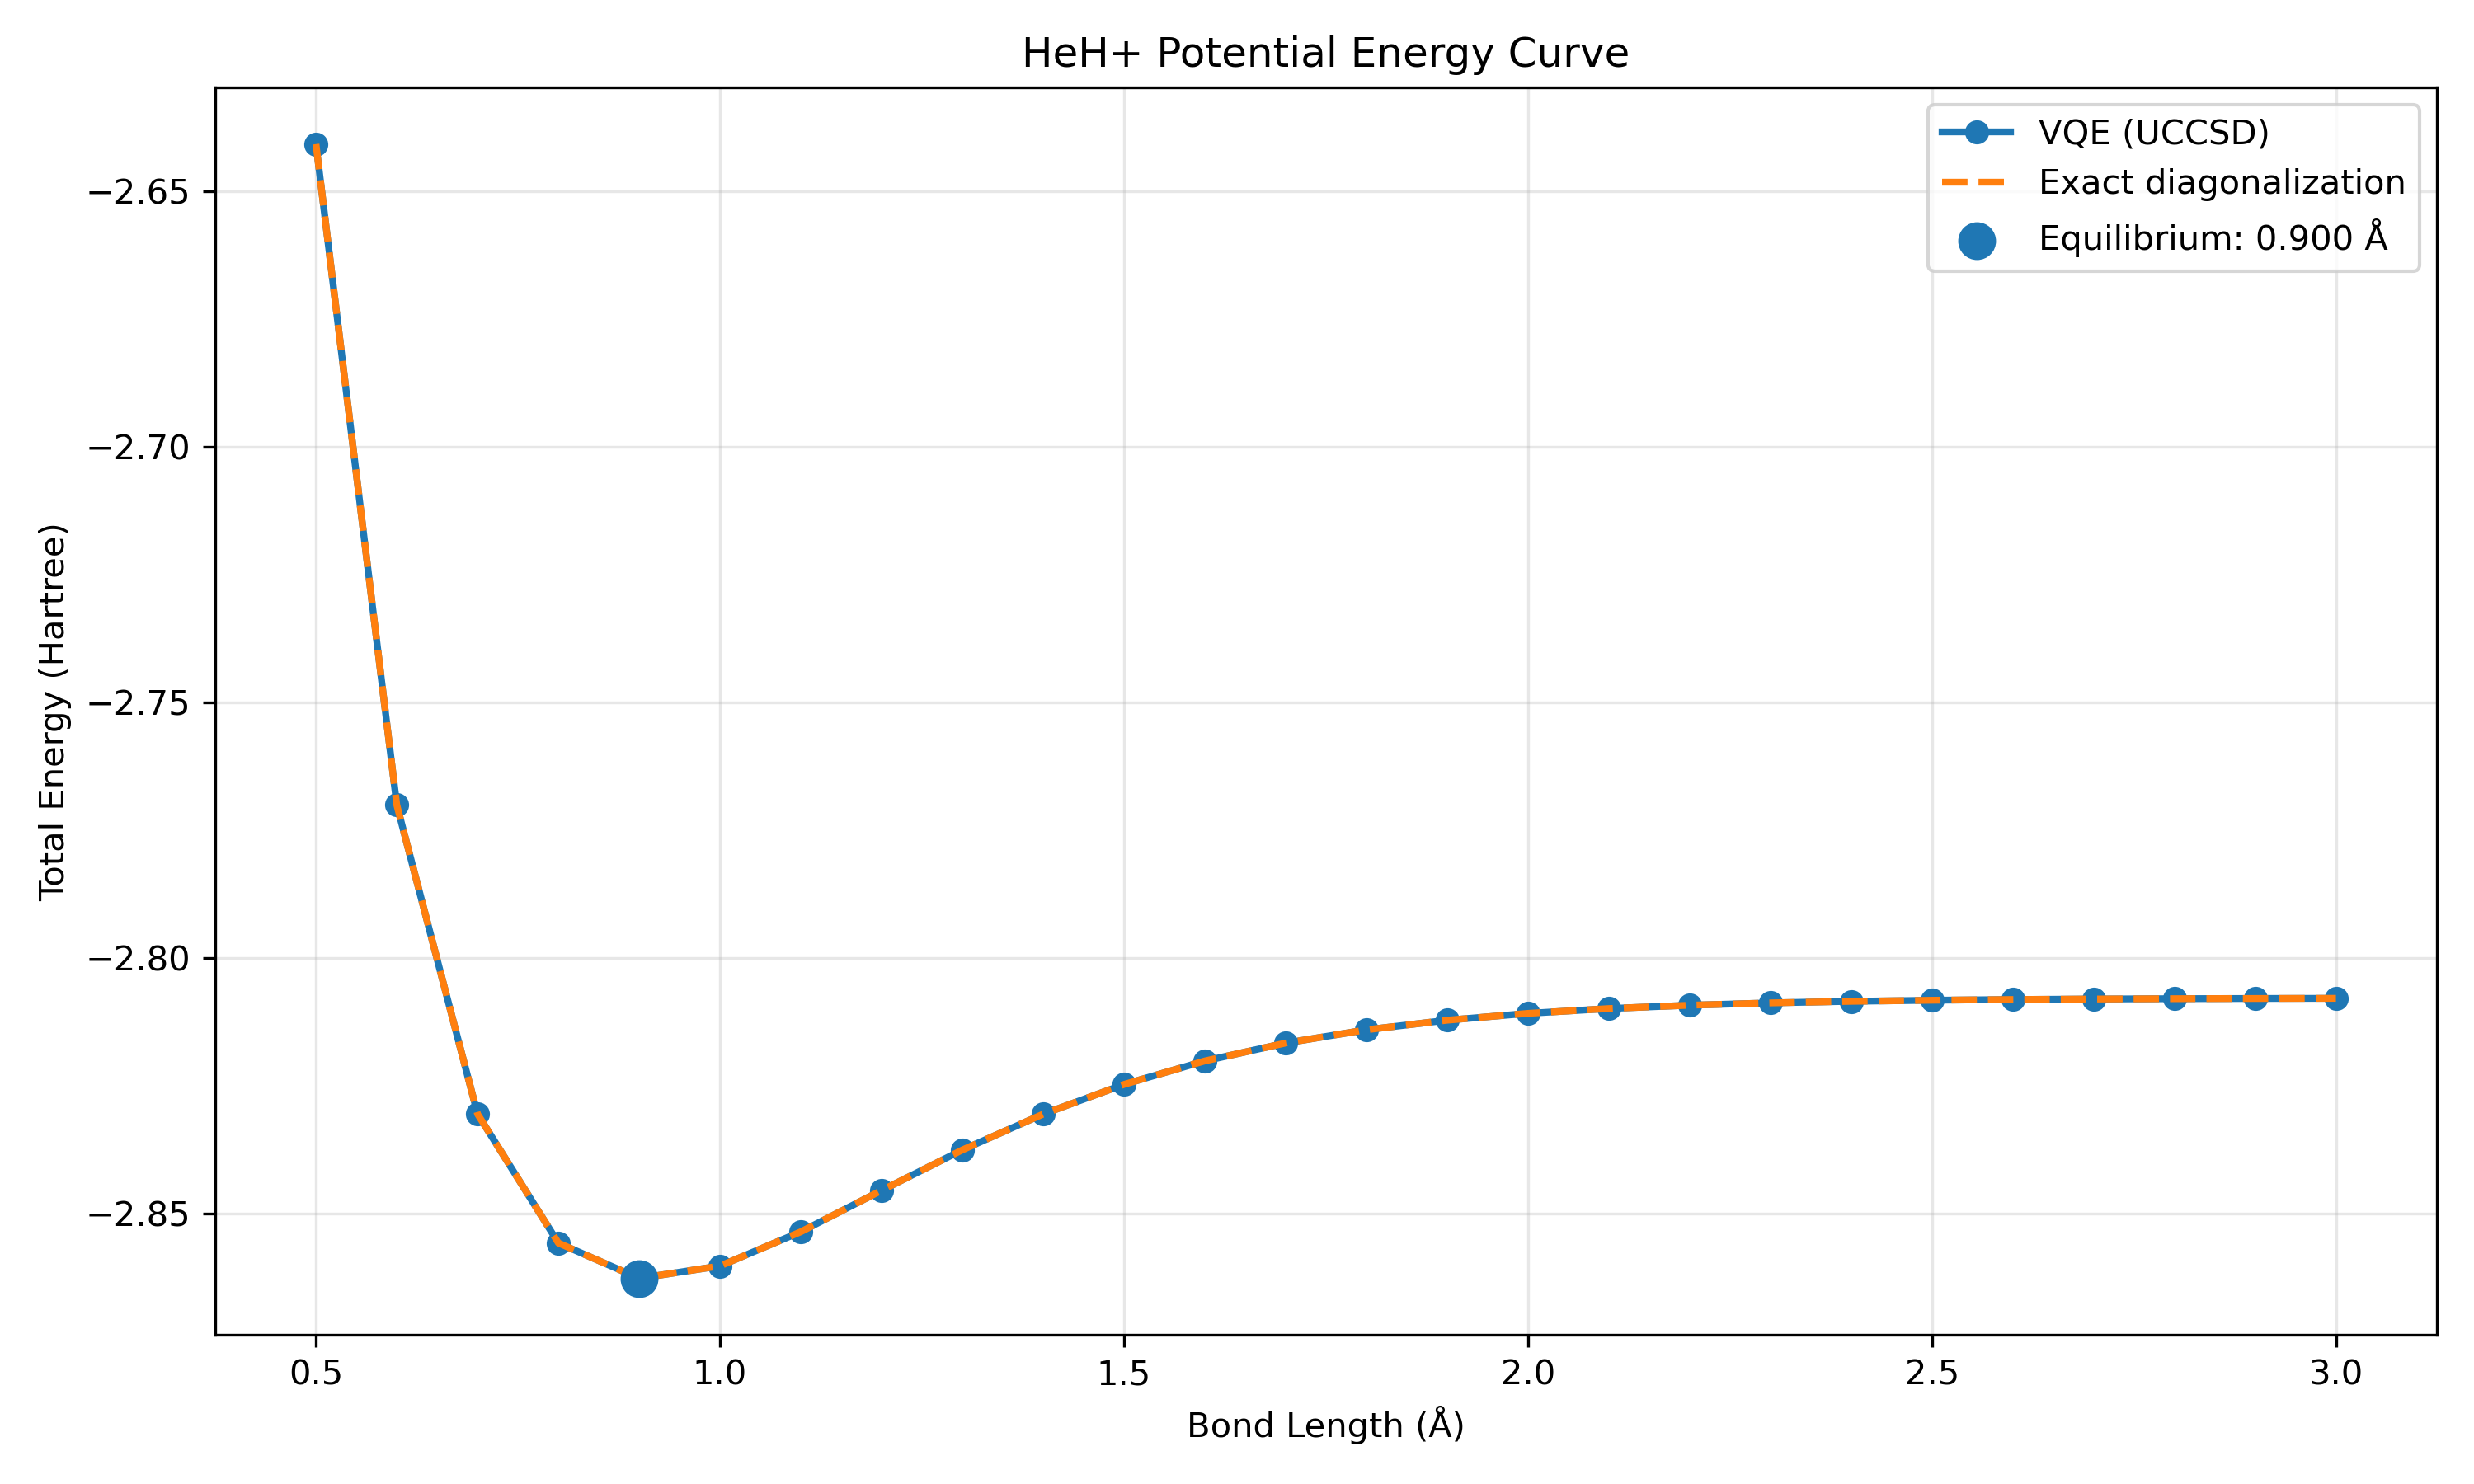 HeH+ Potential Energy Curve
VQE (UCCSD)
Exact diagonalization
Equilibrium: 0.900 Å
Total Energy (Hartree)
−2.65
−2.70
−2.75
−2.80
−2.85
0.5 1.0 1.5 2.0 2.5 3.0
Bond Length (Å)